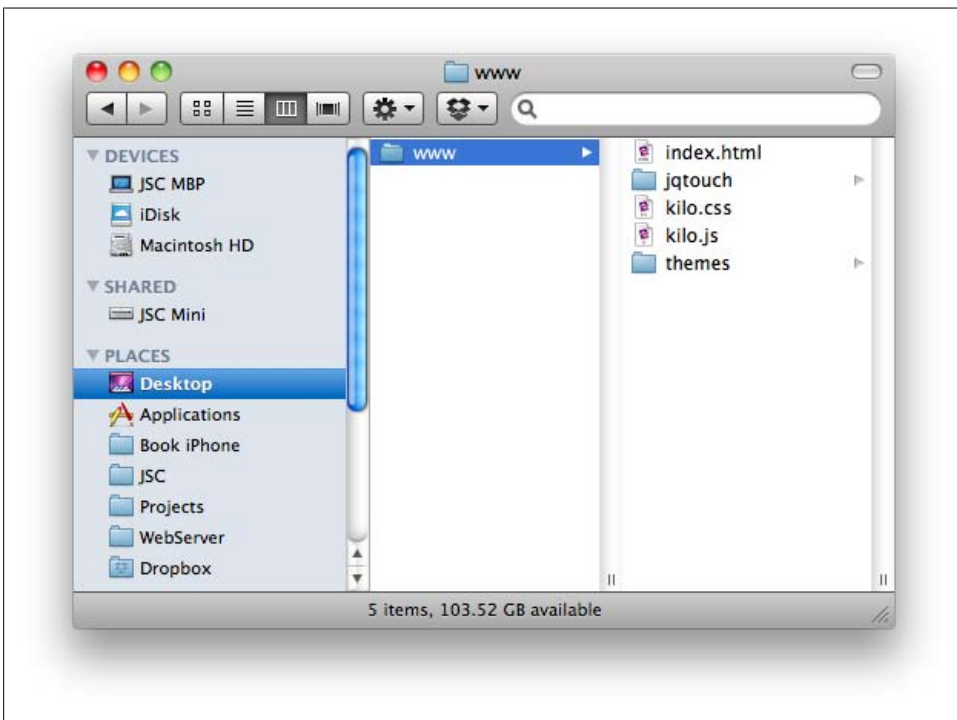 www
DEVICES
JSC MBP
iDisk
Macintosh HD
SHARED
JSC Mini
PLACES
Desktop
Applications
Book iPhone
JSC
Projects
WebServer
Dropbox
www
index.html
jqtouch
kilo.css
kilo.js
themes
5 items, 103.52 GB available